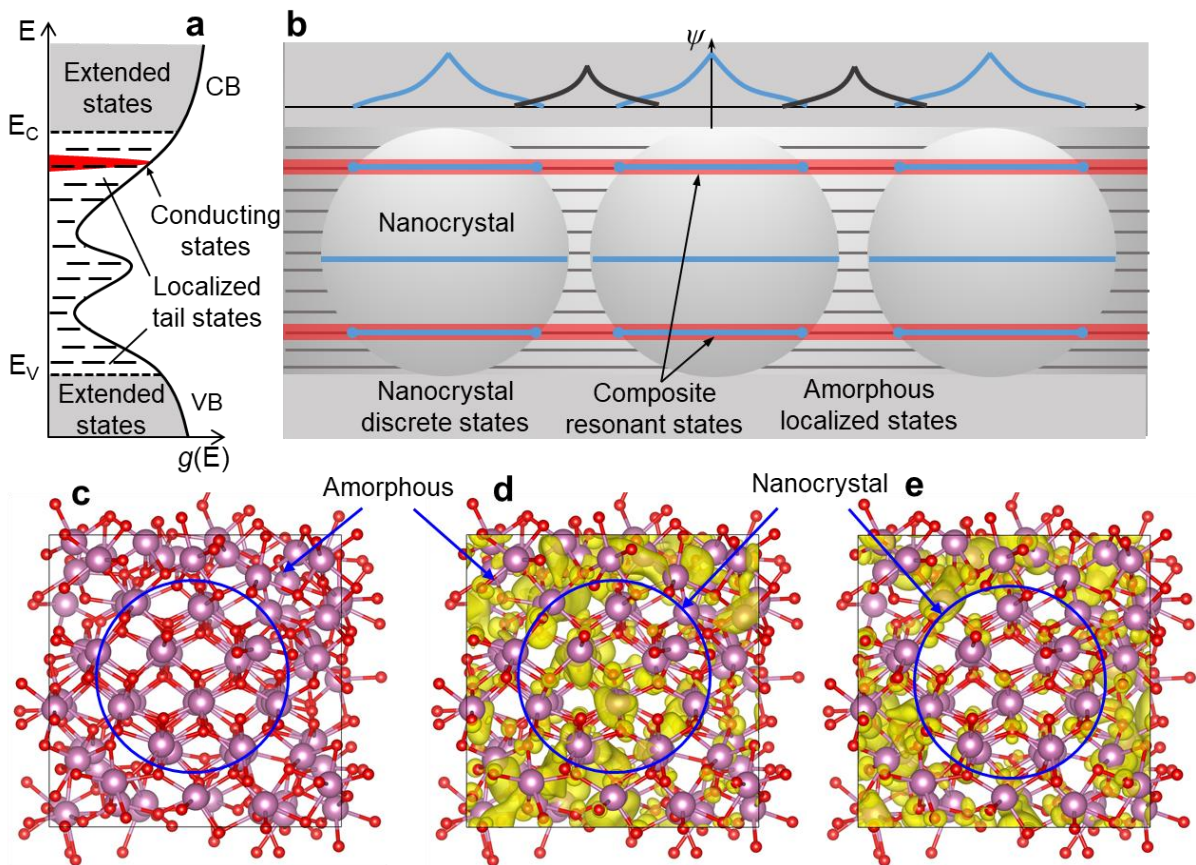 E
a
Extended
states
CB
E_C
Conducting
states
Localized
tail states
E_V
Extended
states
VB
g(E)
b
ψ
Nanocrystal
Nanocrystal
discrete states
Composite
resonant states
Amorphous
localized states
c
Amorphous
d
Nanocrystal
e